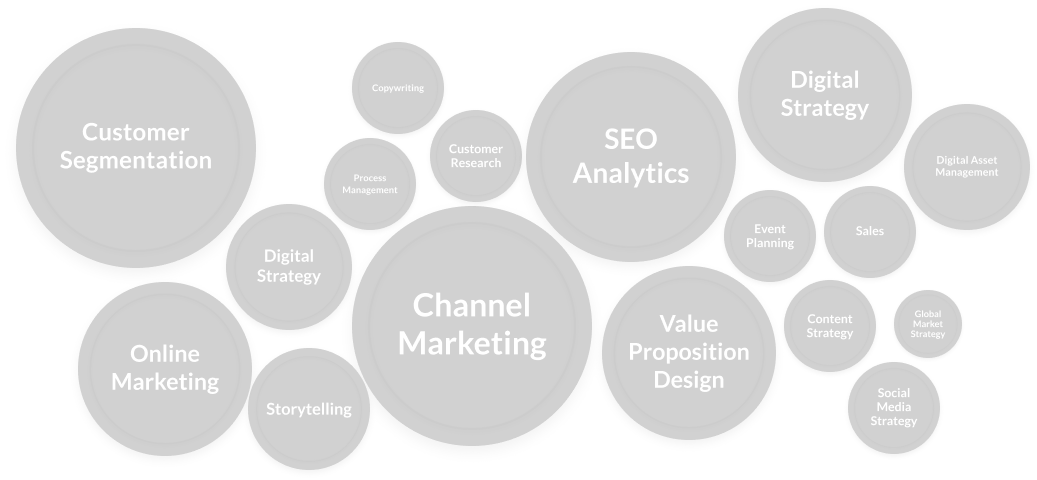 Customer
Segmentation
Copywriting
Customer
Research
Process
Management
SEO
Analytics
Digital
Strategy
Digital Asset
Management
Digital
Strategy
Event
Planning
Sales
Channel
Marketing
Value
Proposition
Design
Content
Strategy
Global
Market
Strategy
Online
Marketing
Storytelling
Social
Media
Strategy